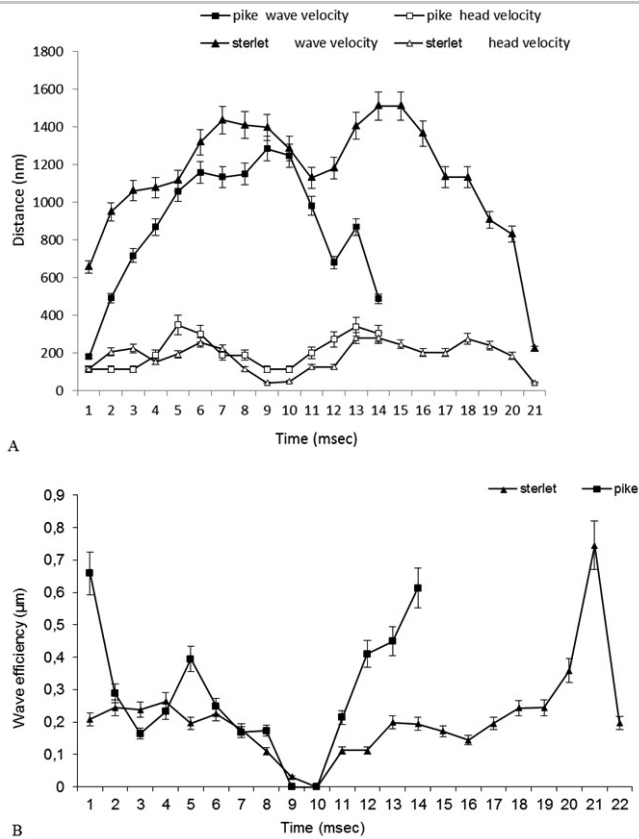 pike wave velocity
pike head velocity
sterlet wave velocity
sterlet head velocity
1800
1600
1400
1200
1000
800
600
400
200
0
Distance (nm)
1 2 3 4 5 6 7 8 9 10 11 12 13 14 15 16 17 18 19 20 21
Time (msec)
A
sterlet
pike
0,9
0,8
0,7
0,6
0,5
0,4
0,3
0,2
0,1
0
Wave efficiency (µm)
1 2 3 4 5 6 7 8 9 10 11 12 13 14 15 16 17 18 19 20 21 22
Time (msec)
B